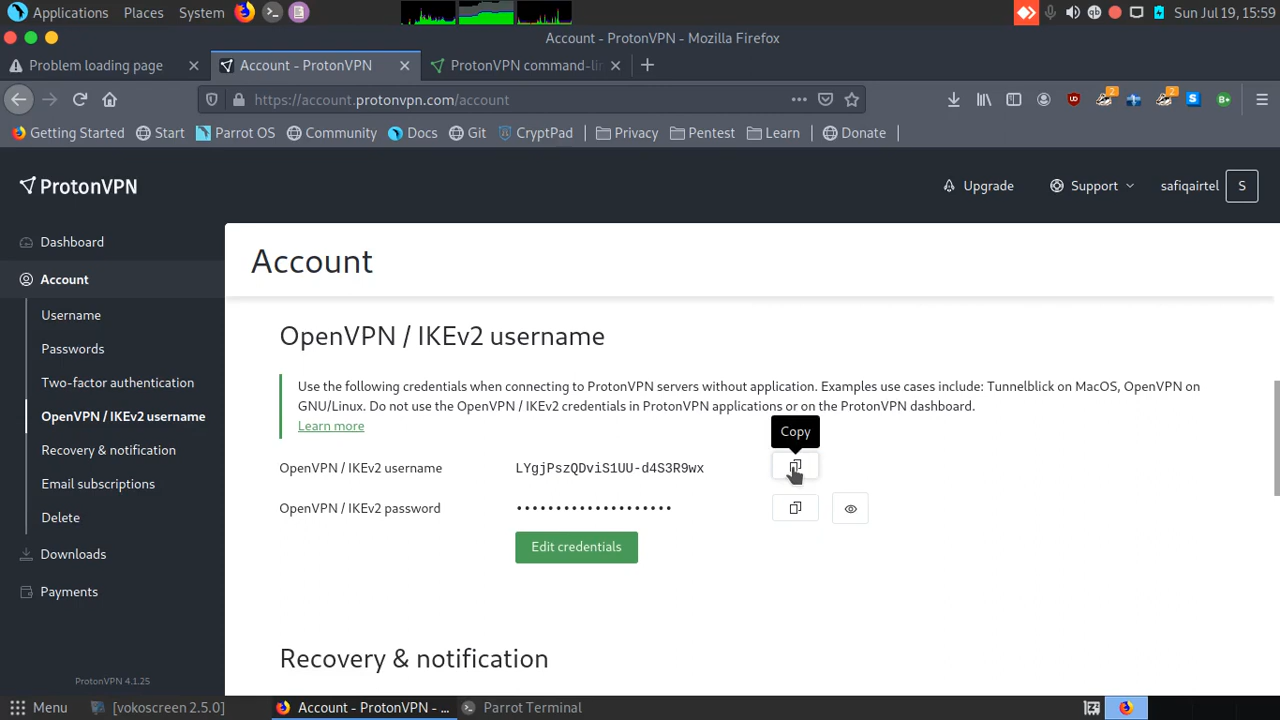 Applications Places System Sun Jul 19, 15:59
Account - ProtonVPN - Mozilla Firefox
Problem loading page
Account - ProtonVPN
ProtonVPN command-lin
https://account.protonvpn.com/account
2
2
Getting Started Start Parrot OS Community Docs Git CryptPad Privacy Pentest Learn Donate
ProtonVPN
Upgrade Support safiqairtel S
Dashboard
Account
Username
Passwords
Two-factor authentication
OpenVPN / IKEv2 username
Recovery & notification
Email subscriptions
Delete
Downloads
Payments
ProtonVPN 4.1.25
Account
OpenVPN / IKEv2 username
Use the following credentials when connecting to ProtonVPN servers without application. Examples use cases include: Tunnelblick on MacOS, OpenVPN on
GNU/Linux. Do not use the OpenVPN / IKEv2 credentials in ProtonVPN applications or on the ProtonVPN dashboard.
Learn more
Copy
OpenVPN / IKEv2 username LYgjPszQDviS1UU-d4S3R9wx
OpenVPN / IKEv2 password ••••••••••••••••••••
Edit credentials
Recovery & notification
Menu [vokoscreen 2.5.0] Account - ProtonVPN - ... Parrot Terminal